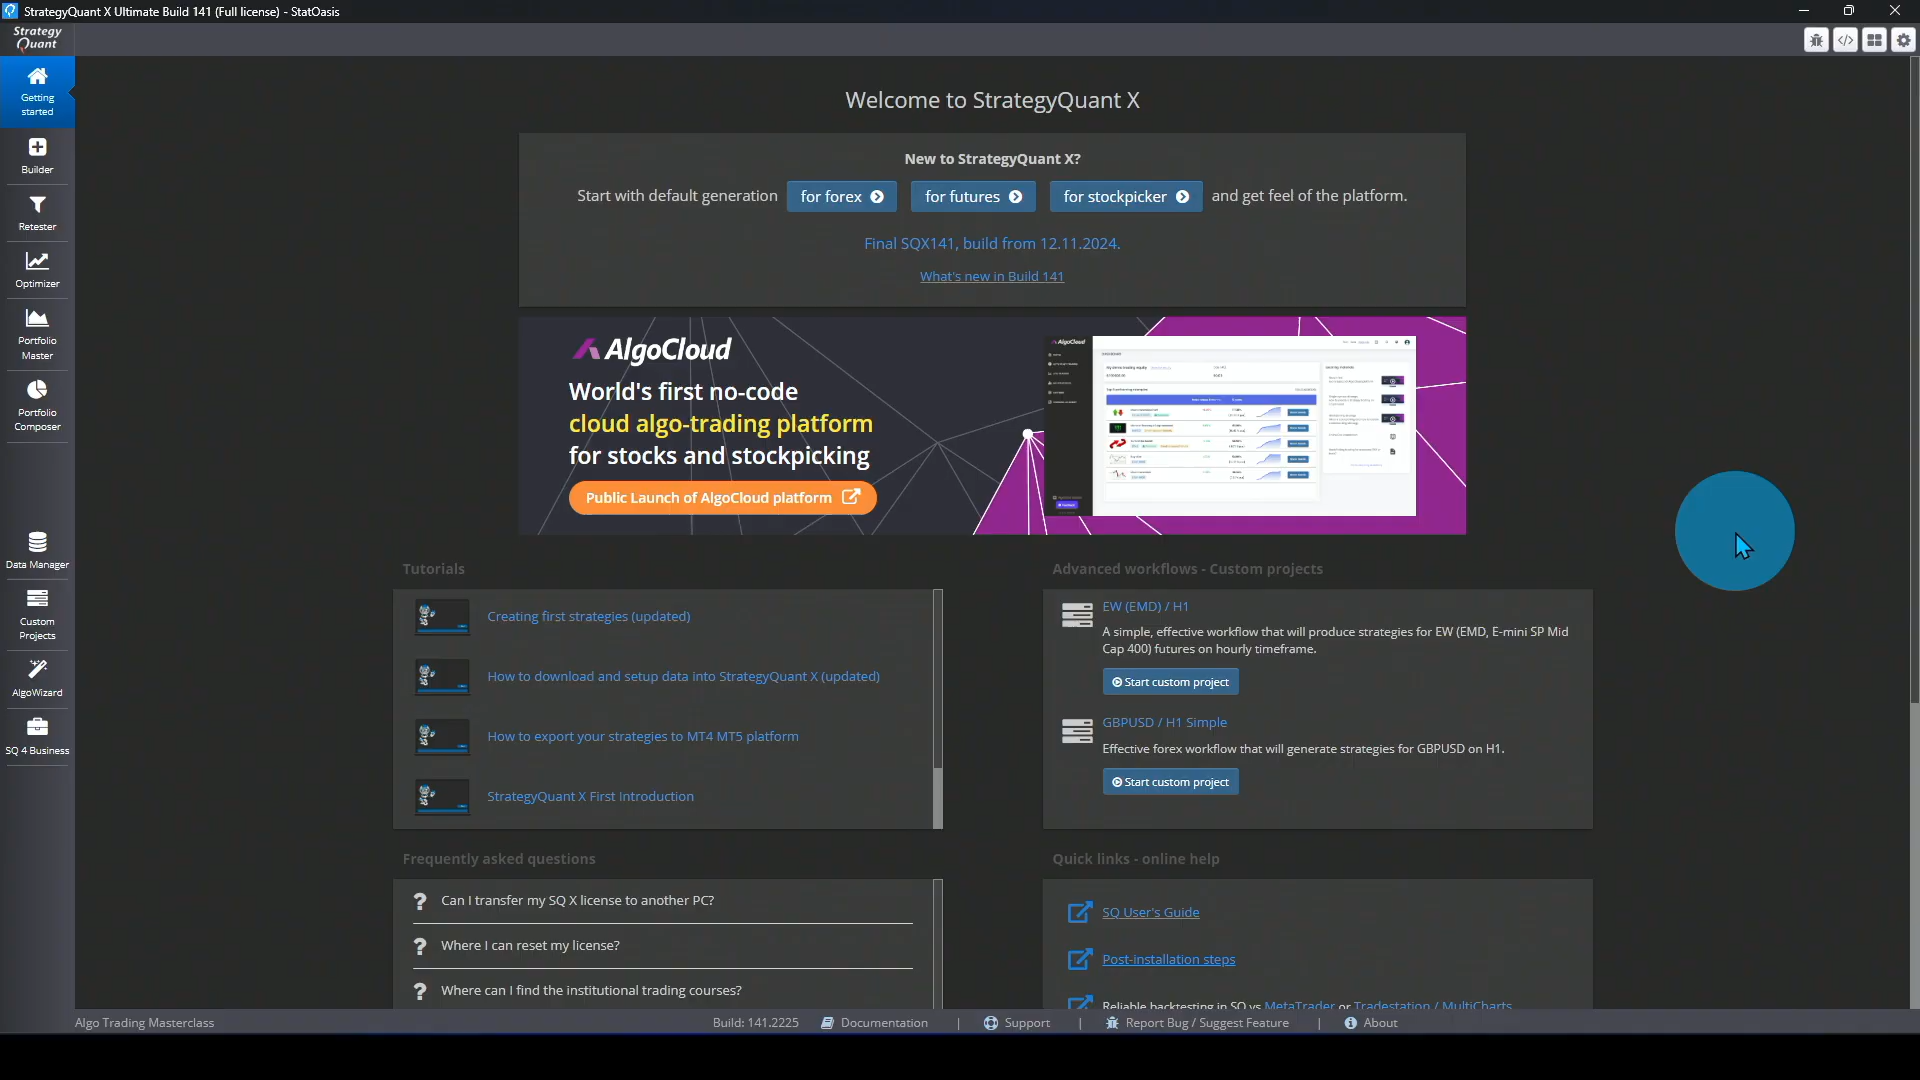 StrategyQuant X Ultimate Build 141 (Full license) - StatOasis
Strategy
Quant
Getting
started
Builder
Retester
Optimizer
Portfolio
Master
Portfolio
Composer
Data Manager
Custom
Projects
AlgoWizard
SQ 4 Business
Welcome to StrategyQuant X
New to StrategyQuant X?
Start with default generation for forex for futures for stockpicker and get feel of the platform.
Final SQX141, build from 12.11.2024.
What's new in Build 141
AlgoCloud
World's first no-code
cloud algo-trading platform
for stocks and stockpicking
Public Launch of AlgoCloud platform
AlgoCloud
Tutorials
Creating first strategies (updated)
How to download and setup data into StrategyQuant X (updated)
How to export your strategies to MT4 MT5 platform
StrategyQuant X First Introduction
Advanced workflows - Custom projects
EW (EMD) / H1
A simple, effective workflow that will produce strategies for EW (EMD, E-mini SP Mid
Cap 400) futures on hourly timeframe.
Start custom project
GBPUSD / H1 Simple
Effective forex workflow that will generate strategies for GBPUSD on H1.
Start custom project
Frequently asked questions
? Can I transfer my SQ X license to another PC?
? Where I can reset my license?
? Where can I find the institutional trading courses?
Quick links - online help
SQ User's Guide
Post-installation steps
Reliable backtesting in SQ vs MetaTrader or Tradestation / MultiCharts
Algo Trading Masterclass
Build: 141.2225 Documentation | Support | Report Bug / Suggest Feature | About